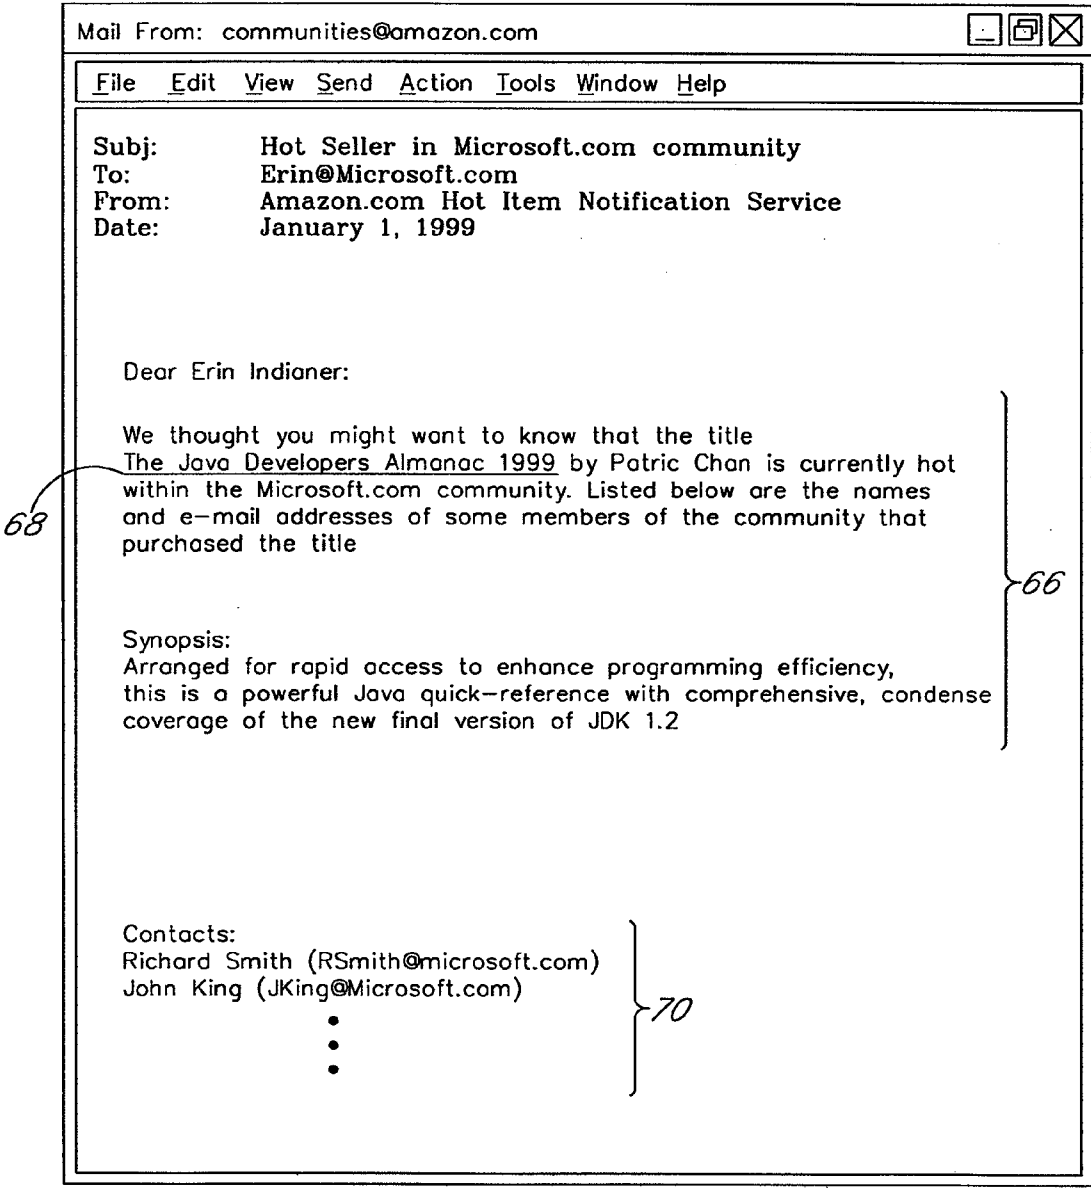 Mail From: communities@amazon.com
File Edit View Send Action Tools Window Help
Subj: Hot Seller in Microsoft.com community
To: Erin@Microsoft.com
From: Amazon.com Hot Item Notification Service
Date: January 1, 1999
Dear Erin Indianer:
We thought you might want to know that the title
The Java Developers Almanac 1999 by Patric Chan is currently hot
within the Microsoft.com community. Listed below are the names
and e-mail addresses of some members of the community that
purchased the title
68
66
Synopsis:
Arranged for rapid access to enhance programming efficiency,
this is a powerful Java quick-reference with comprehensive, condense
coverage of the new final version of JDK 1.2
Contacts:
Richard Smith (RSmith@microsoft.com)
John King (JKing@Microsoft.com)
70